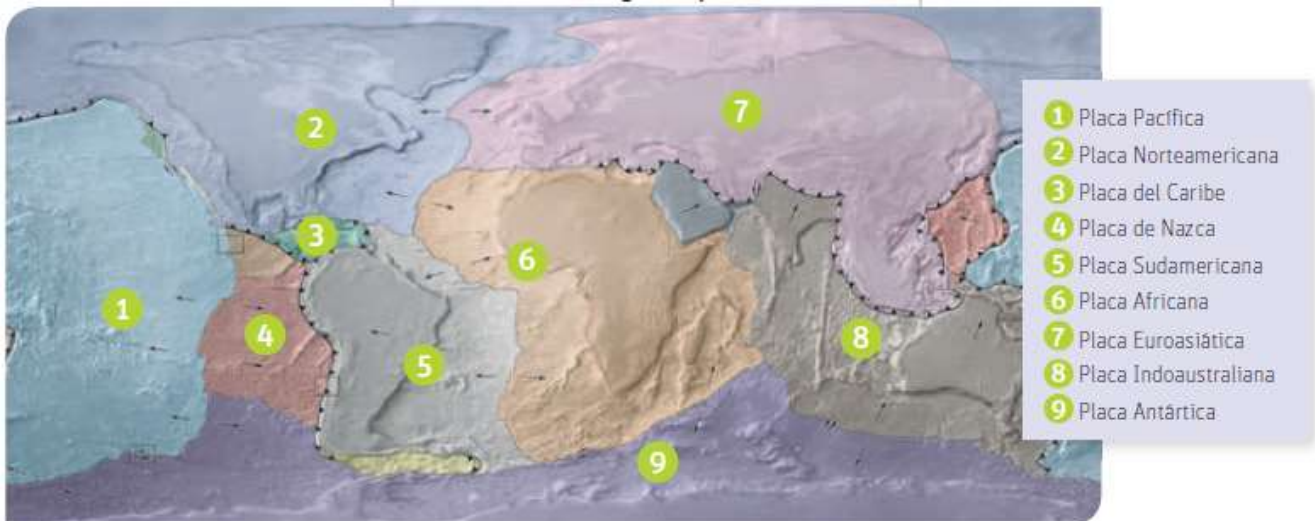 2
7
1
3
6
4
5
8
9
1 Placa Pacífica
2 Placa Norteamericana
3 Placa del Caribe
4 Placa de Nazca
5 Placa Sudamericana
6 Placa Africana
7 Placa Euroasiática
8 Placa Indoaustraliana
9 Placa Antártica